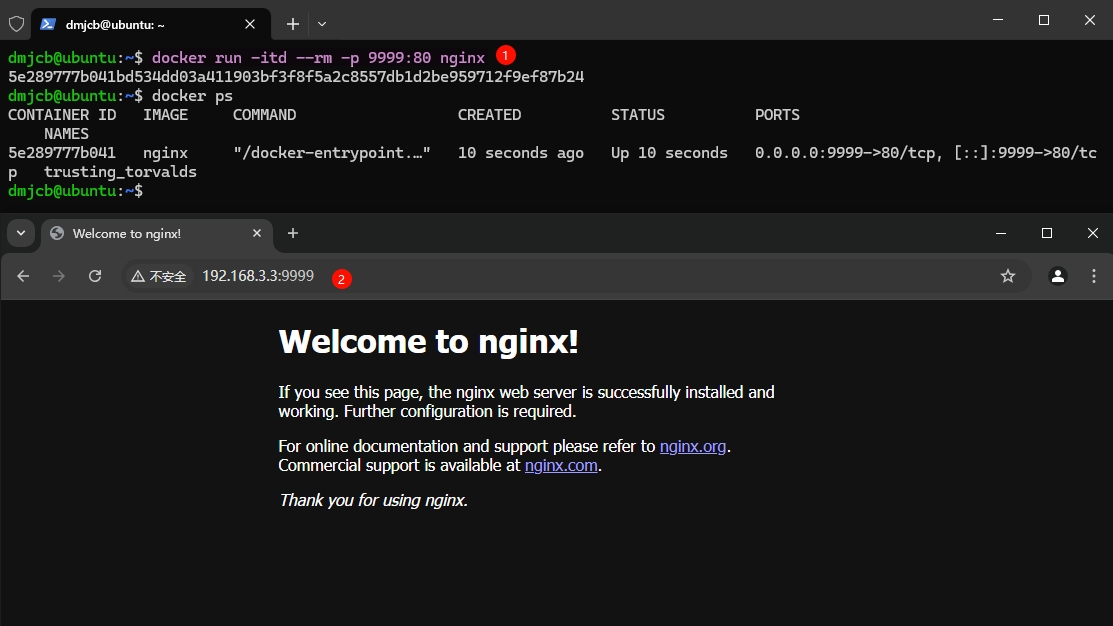 dmjcb@ubuntu: ~
dmjcb@ubuntu:~$ docker run -itd --rm -p 9999:80 nginx 1
5e289777b041bd534dd03a411903bf3f8f5a2c8557db1d2be959712f9ef87b24
dmjcb@ubuntu:~$ docker ps
CONTAINER ID   IMAGE     COMMAND                  CREATED          STATUS          PORTS
    NAMES
5e289777b041   nginx     "/docker-entrypoint.…"   10 seconds ago   Up 10 seconds   0.0.0.0:9999->80/tcp, [::]:9999->80/tc
p   trusting_torvalds
dmjcb@ubuntu:~$
Welcome to nginx!
不安全 192.168.3.3:9999 2
Welcome to nginx!
If you see this page, the nginx web server is successfully installed and
working. Further configuration is required.
For online documentation and support please refer to nginx.org.
Commercial support is available at nginx.com.
Thank you for using nginx.